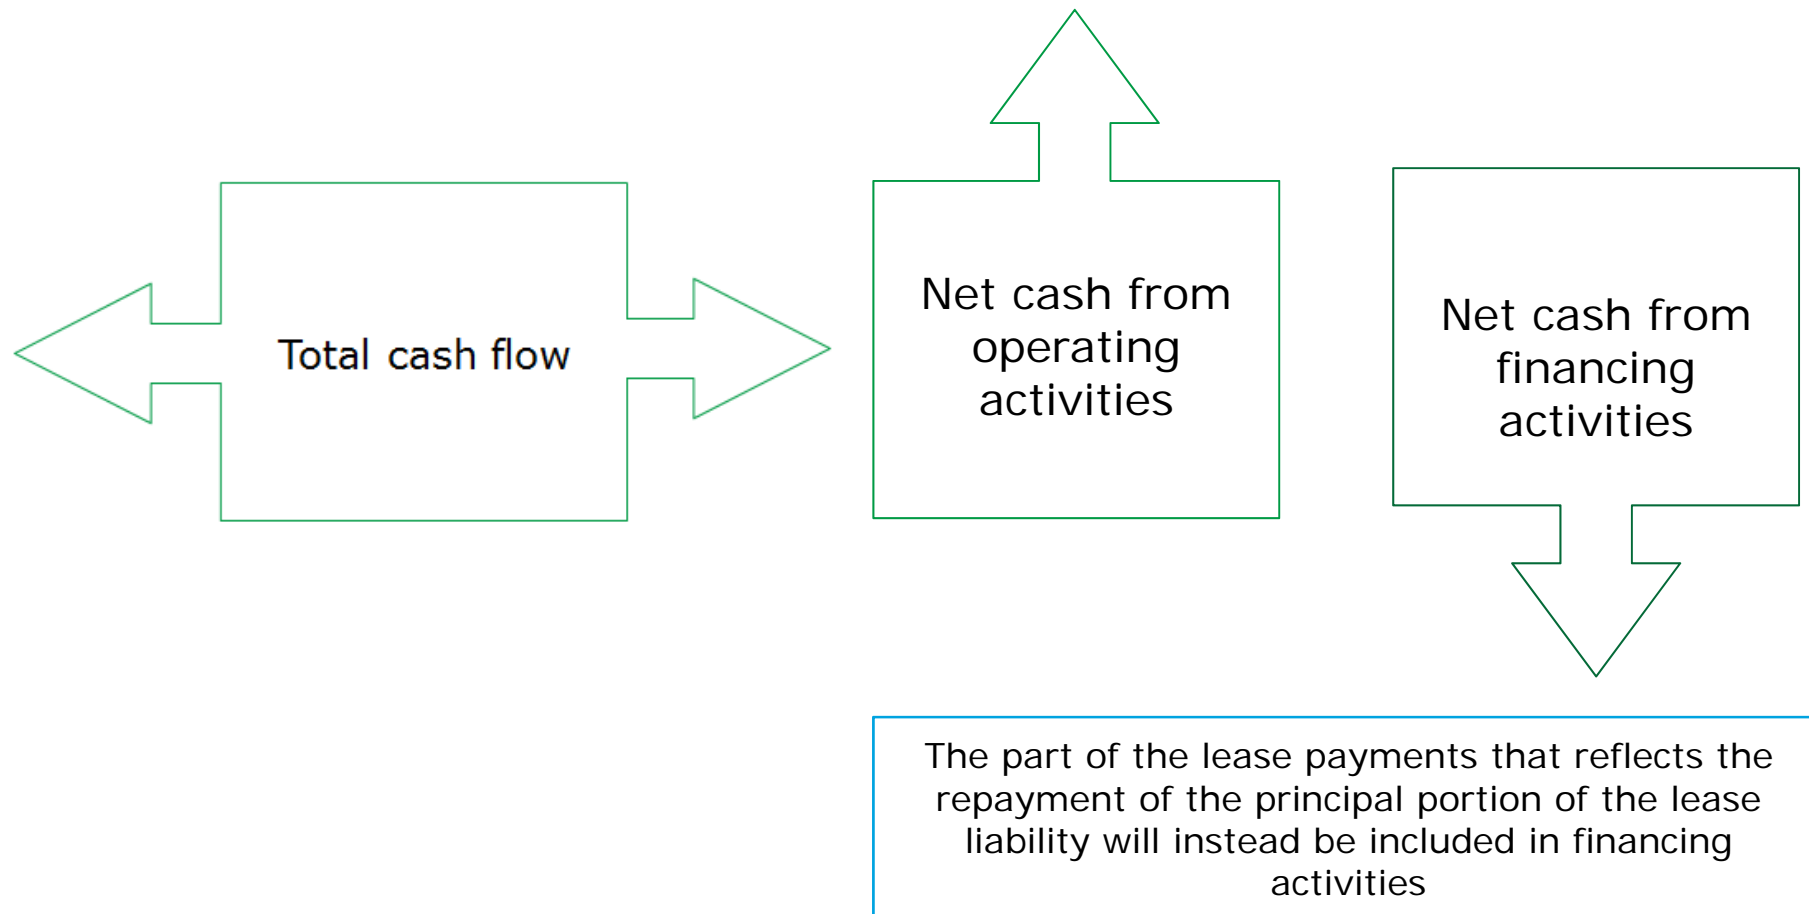 Total cash flow
Net cash from
operating
activities
Net cash from
financing
activities
The part of the lease payments that reflects the
repayment of the principal portion of the lease
liability will instead be included in financing
activities